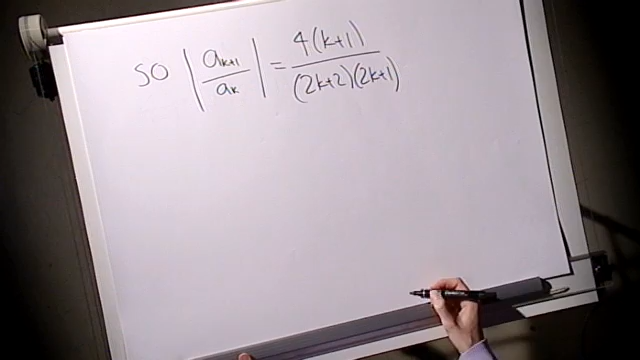 SO |a_{k+1}/a_k| = 4(k+1)/((2k+2)(2k+1))